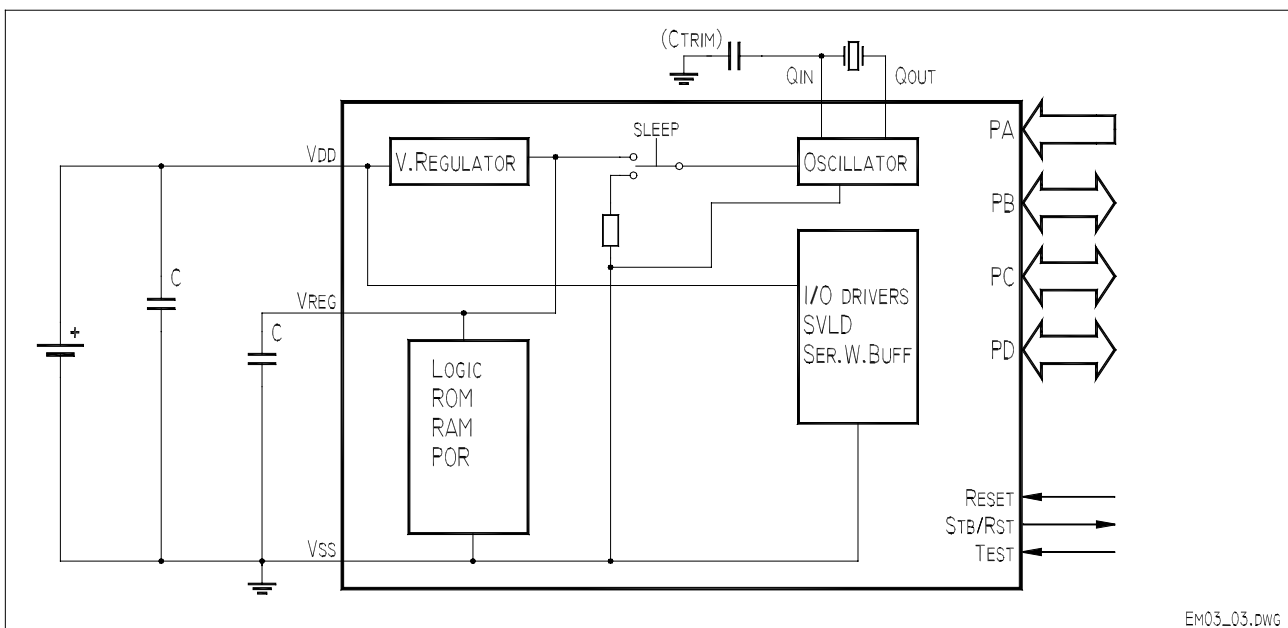 (CTRIM)
QIN
QOUT
SLEEP
PA
VDD
V.REGULATOR
OSCILLATOR
PB
C
PC
I/O DRIVERS
SVLD
SER.W.BUFF
VREG
C
+
PD
LOGIC
ROM
RAM
POR
RESET
STB/RST
TEST
VSS
EM03_03.DWG